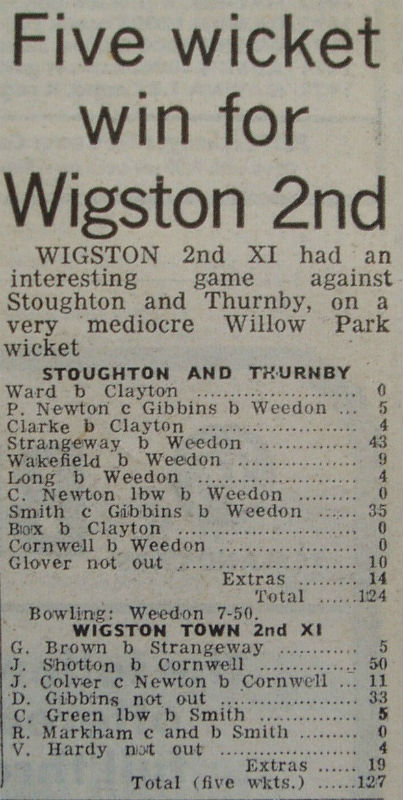 Five wicket
win for
Wigston 2nd
WIGSTON 2nd XI had an
interesting game against
Stoughton and Thurnby, on a
very mediocre Willow Park
wicket
STOUGHTON AND THURNBY
Ward b Clayton .................. 0
P. Newton c Gibbins b Weedon ... 5
Clarke b Clayton .................. 4
Strangeway b Weedon ............ 43
Wakefield b Weedon ............... 9
Long b Weedon .................. 4
C. Newton lbw b Weedon ......... 0
Smith c Gibbins b Weedon ...... 35
Box b Clayton .................. 0
Cornwell b Weedon ............... 0
Glover not out .................. 10
Extras ......... 14
Total ......124
Bowling: Weedon 7-50.
WIGSTON TOWN 2nd XI
G. Brown b Strangeway ............ 5
J. Shotton b Cornwell ............... 50
J. Colver c Newton b Cornwell ... 11
D. Gibbins not out ............... 33
C. Green lbw b Smith ............ 5
R. Markham c and b Smith ...... 0
V. Hardy not out .................. 4
Extras ...... 19
Total (five wkts.) ......127